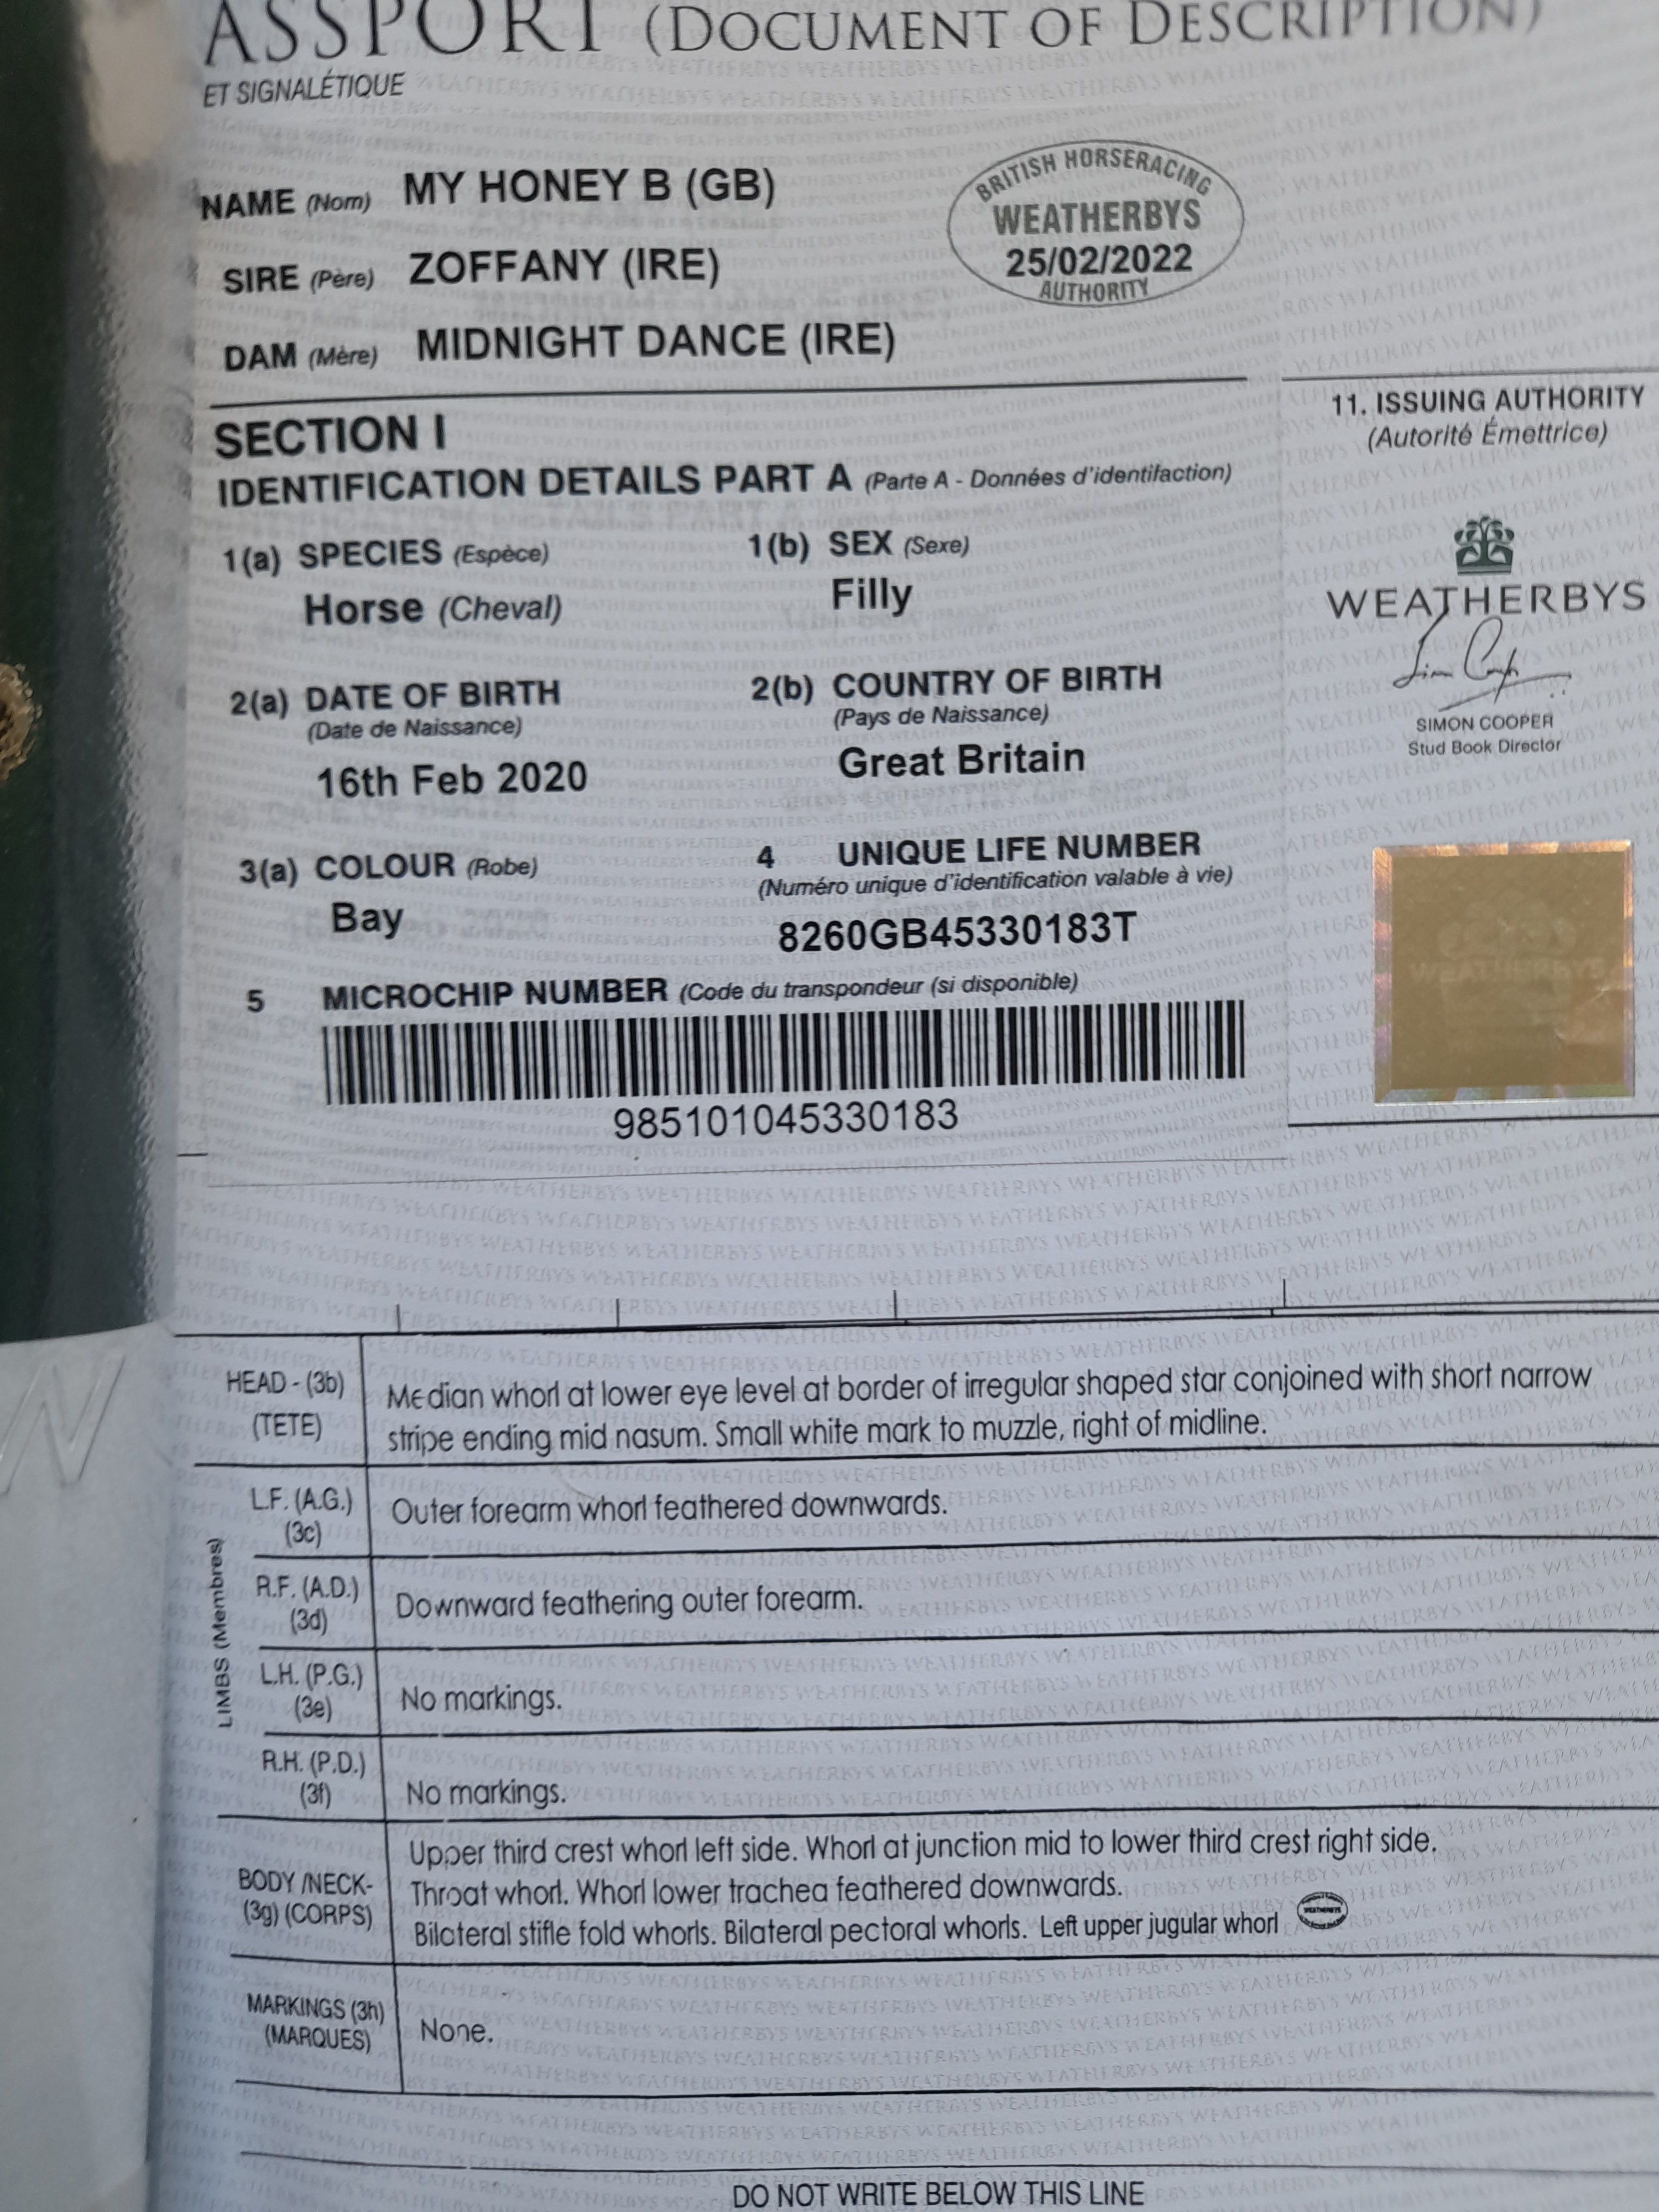 ASSPORT (DOCUMENT OF DESCRIPTION)
ET SIGNALÉTIQUE
NAME (Nom) MY HONEY B (GB)
SIRE (Père) ZOFFANY (IRE)
DAM (Mère) MIDNIGHT DANCE (IRE)
BRITISH HORSERACING
WEATHERBYS
25/02/2022
AUTHORITY
SECTION I
IDENTIFICATION DETAILS PART A (Parte A - Données d'identifaction)
1(a) SPECIES (Espèce)
Horse (Cheval)
1(b) SEX (Sexe)
Filly
2(a) DATE OF BIRTH
(Date de Naissance)
16th Feb 2020
2(b) COUNTRY OF BIRTH
(Pays de Naissance)
Great Britain
3(a) COLOUR (Robe)
Bay
4 UNIQUE LIFE NUMBER
(Numéro unique d'identification valable à vie)
8260GB45330183T
5 MICROCHIP NUMBER (Code du transpondeur (si disponible)
985101045330183
11. ISSUING AUTHORITY
(Autorité Émettrice)
WEATHERBYS
SIMON COOPER
Stud Book Director
HEAD - (3b)
(TETE)
Median whorl at lower eye level at border of irregular shaped star conjoined with short narrow
stripe ending mid nasum. Small white mark to muzzle, right of midline.
LIMBS (Membres)
L.F. (A.G.)
(3c)
Outer forearm whorl feathered downwards.
R.F. (A.D.)
(3d)
Downward feathering outer forearm.
L.H. (P.G.)
(3e)
No markings.
R.H. (P.D.)
(3f)
No markings.
BODY /NECK-
(3g) (CORPS)
Upper third crest whorl left side. Whorl at junction mid to lower third crest right side.
Throat whorl. Whorl lower trachea feathered downwards.
Bilateral stifle fold whorls. Bilateral pectoral whorls. Left upper jugular whorl
MARKINGS (3h)
(MARQUES)
None.
DO NOT WRITE BELOW THIS LINE